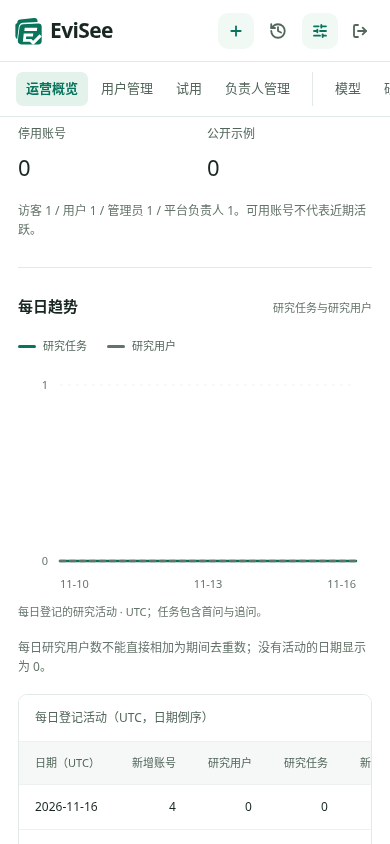 EviSee
运营概览 用户管理 试用 负责人管理 模型
停用账号 公开示例
0 0
访客 1 / 用户 1 / 管理员 1 / 平台负责人 1。可用账号不代表近期活
跃。
每日趋势 研究任务与研究用户
研究任务 研究用户
1
0
11-10 11-13 11-16
每日登记的研究活动 · UTC；任务包含首问与追问。
每日研究用户数不能直接相加为期间去重数；没有活动的日期显示
为 0。
每日登记活动（UTC，日期倒序）
日期（UTC） 新增账号 研究用户 研究任务 新
2026-11-16 4 0 0